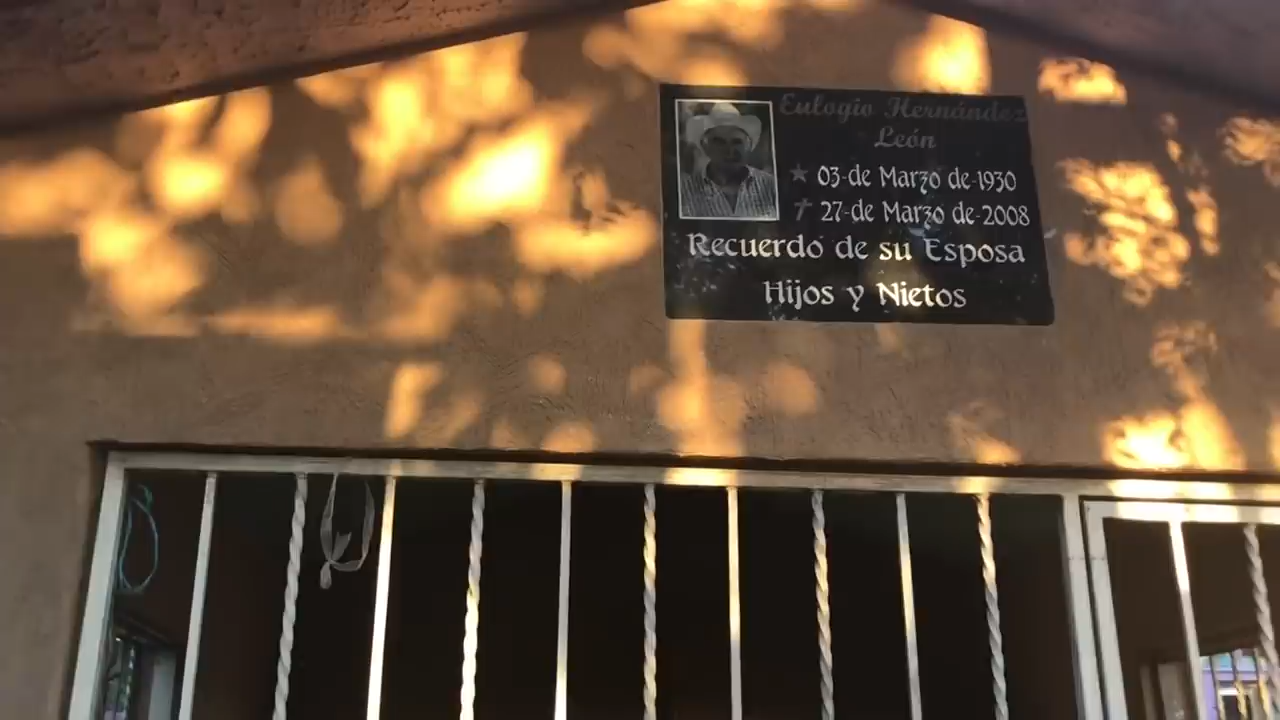 Eulogio Hernández
León
03-de Marzo de-1930
27-de Marzo de-2008
Recuerdo de su Esposa
Hijos y Nietos